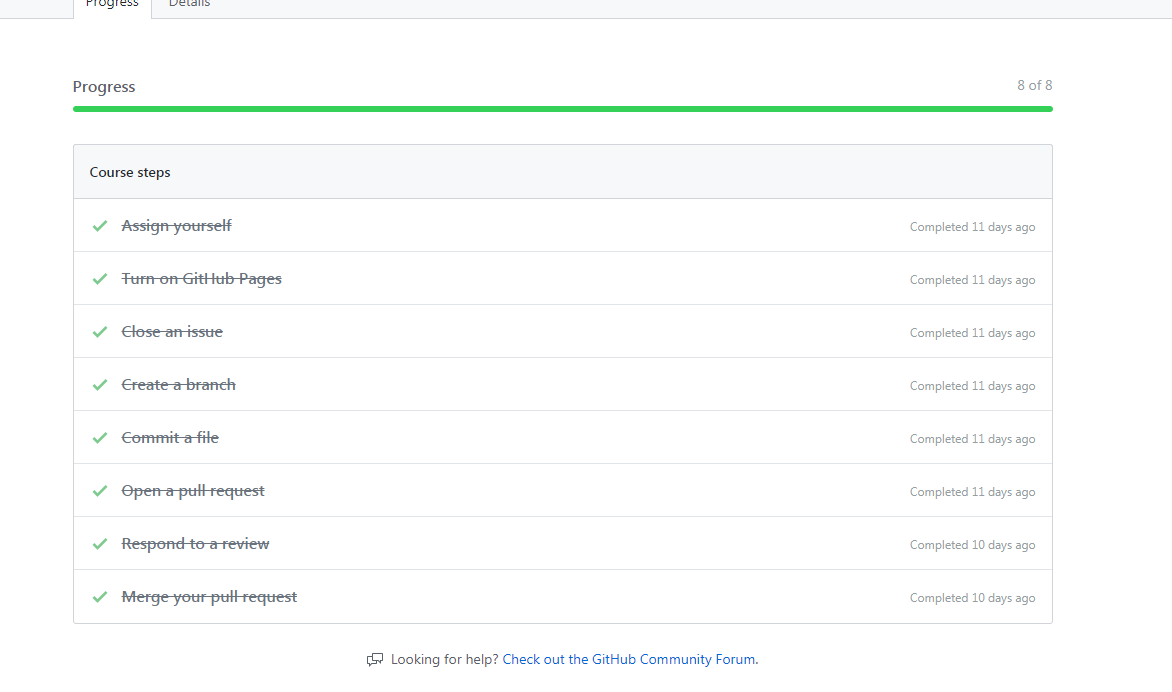 Progress Details
Progress 8 of 8
Course steps
Assign yourself Completed 11 days ago
Turn on GitHub Pages Completed 11 days ago
Close an issue Completed 11 days ago
Create a branch Completed 11 days ago
Commit a file Completed 11 days ago
Open a pull request Completed 11 days ago
Respond to a review Completed 10 days ago
Merge your pull request Completed 10 days ago
Looking for help? Check out the GitHub Community Forum.